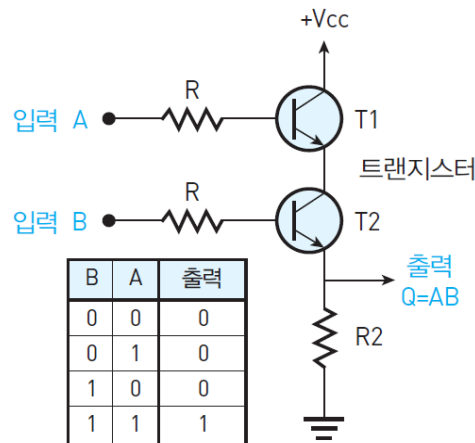 +Vcc
R
입력 A
T1
트랜지스터
R
입력 B
T2
출력
Q=AB
R2
B A 출력
0 0 0
0 1 0
1 0 0
1 1 1